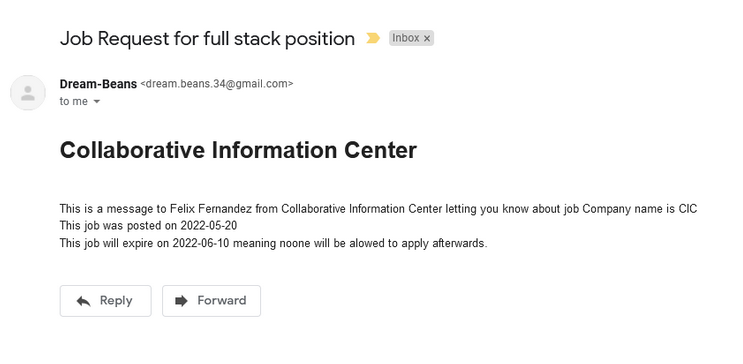 Job Request for full stack position Inbox ×
Dream-Beans <dream.beans.34@gmail.com>
to me
Collaborative Information Center
This is a message to Felix Fernandez from Collaborative Information Center letting you know about job Company name is CIC
This job was posted on 2022-05-20
This job will expire on 2022-06-10 meaning noone will be alowed to apply afterwards.
Reply Forward